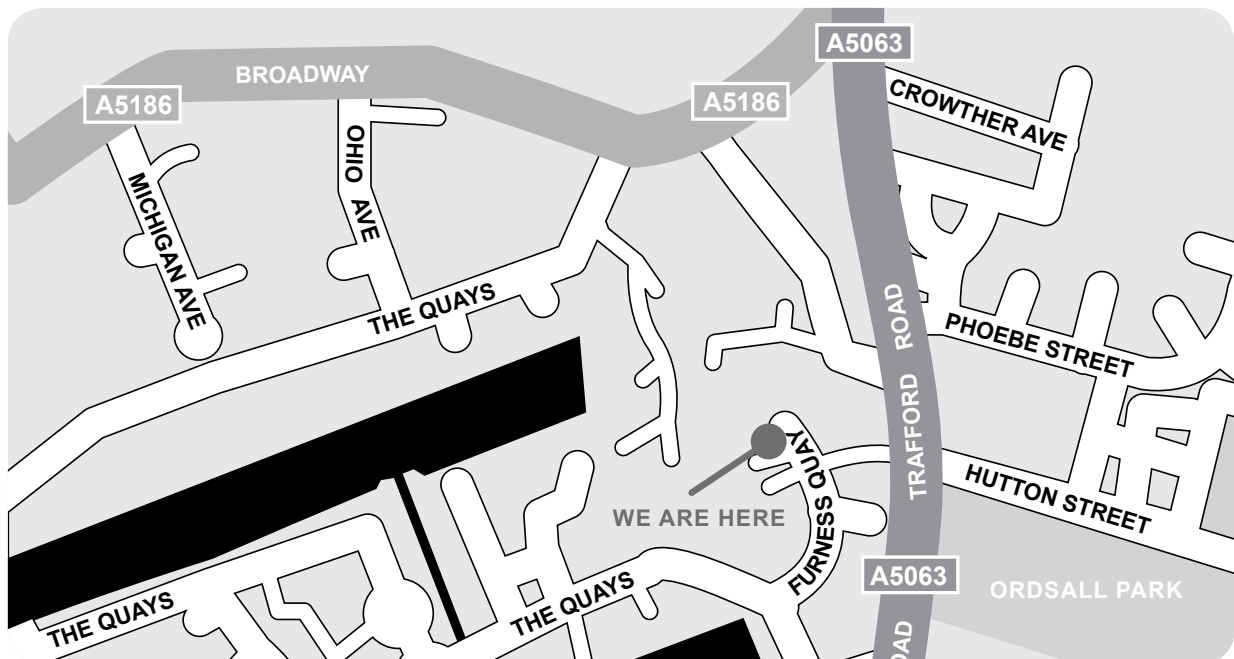 A5063
BROADWAY
A5186
A5186
CROWTHER AVE
OHIO AVE
MICHIGAN AVE
THE QUAYS
TRAFFORD ROAD
PHOEBE STREET
FURNESS QUAY
HUTTON STREET
WE ARE HERE
A5063
ORDSALL PARK
THE QUAYS
THE QUAYS
OAD